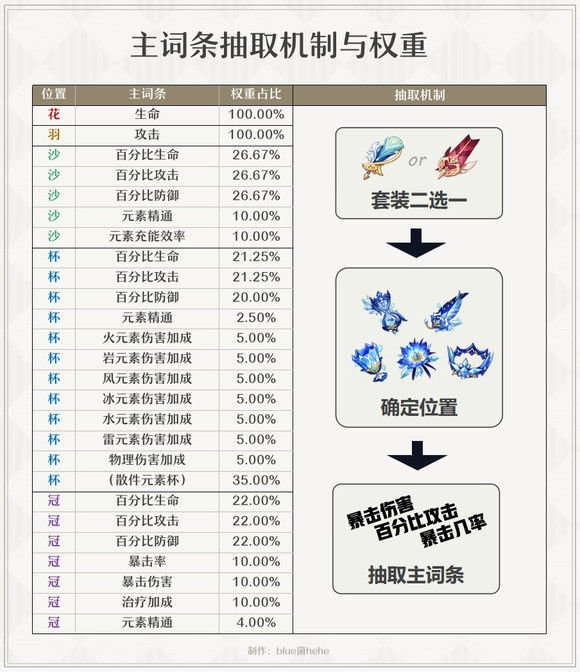 主词条抽取机制与权重
位置 主词条 权重占比 抽取机制
花 生命 100.00%
羽 攻击 100.00%
沙 百分比生命 26.67%
沙 百分比攻击 26.67%
沙 百分比防御 26.67%
沙 元素精通 10.00%
沙 元素充能效率 10.00%
杯 百分比生命 21.25%
杯 百分比攻击 21.25%
杯 百分比防御 20.00%
杯 元素精通 2.50%
杯 火元素伤害加成 5.00%
杯 岩元素伤害加成 5.00%
杯 风元素伤害加成 5.00%
杯 冰元素伤害加成 5.00%
杯 水元素伤害加成 5.00%
杯 雷元素伤害加成 5.00%
杯 物理伤害加成 5.00%
杯 （散件元素杯） 35.00%
冠 百分比生命 22.00%
冠 百分比攻击 22.00%
冠 百分比防御 22.00%
冠 暴击率 10.00%
冠 暴击伤害 10.00%
冠 治疗加成 10.00%
冠 元素精通 4.00%
or
套装二选一
确定位置
暴击伤害
百分比攻击
暴击几率
抽取主词条
制作：blue菌hehe